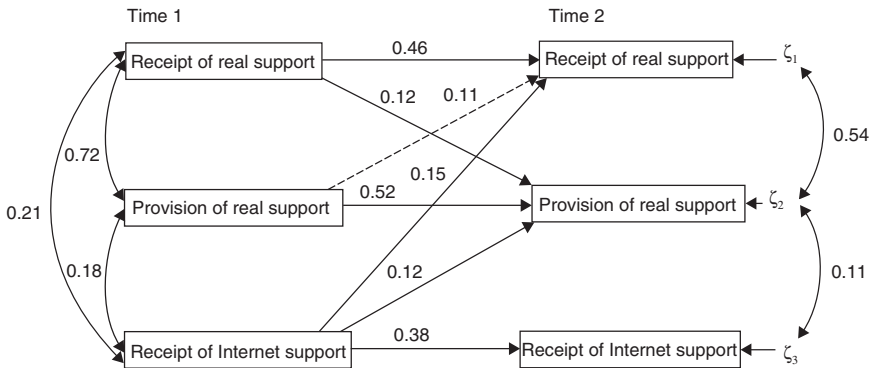 Time 1
Time 2
Receipt of real support
0.46
Receipt of real support
ζ1
0.12
0.11
0.72
0.54
0.15
Provision of real support
0.52
Provision of real support
ζ2
0.21
0.18
0.12
0.11
0.38
Receipt of Internet support
Receipt of Internet support
ζ3